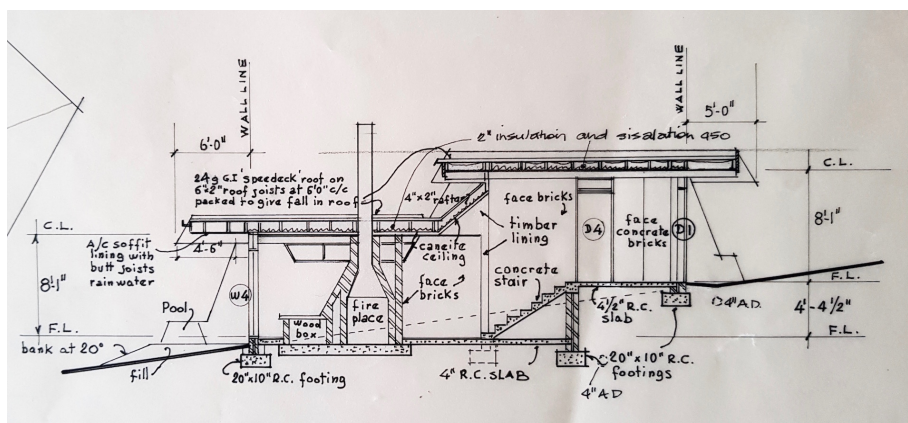 WALL LINE
WALL LINE
5'-0"
6'-0"
2" insulation and sisalation 450
C.L.
24g G.I 'speedeck' roof on
6"x2" roof joists at 6'0" c/c
packed to give fall in roof
4"x2" rafters
face bricks
D4
face
concrete
bricks
D1
8'-1"
timber
lining
C.L.
A/c soffit
lining with
butt joists
rainwater
4'-6"
caneite
ceiling
8'-1"
W4
concrete
stair
face
bricks
F.L.
Pool
fire
place
4 1/2" R.C.
slab
4" A.D.
4'-4 1/2"
wood
box
F.L.
F.L.
bank at 20°
fill
20"x10" R.C. footing
4" R.C. SLAB
20"x10" R.C.
footings
4" AD